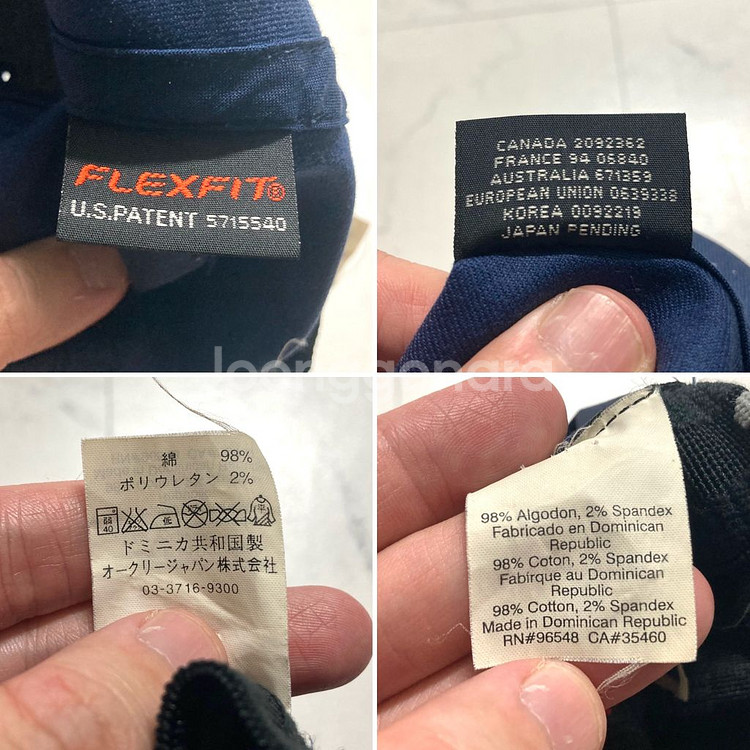 FLEXFIT®
U.S.PATENT 5715540
CANADA 2092362
FRANCE 94 06840
AUSTRALIA 671359
EUROPEAN UNION 0639339
KOREA 0092219
JAPAN PENDING
綿 98%
ポリウレタン 2%
40
低
平
ドミニカ共和国製
オークリージャパン株式会社
03-3716-9300
98% Algodon, 2% Spandex
Fabricado en Dominican
Republic
98% Coton, 2% Spandex
Fabirque au Dominican
Republic
98% Cotton, 2% Spandex
Made in Dominican Republic
RN#96548 CA#35460